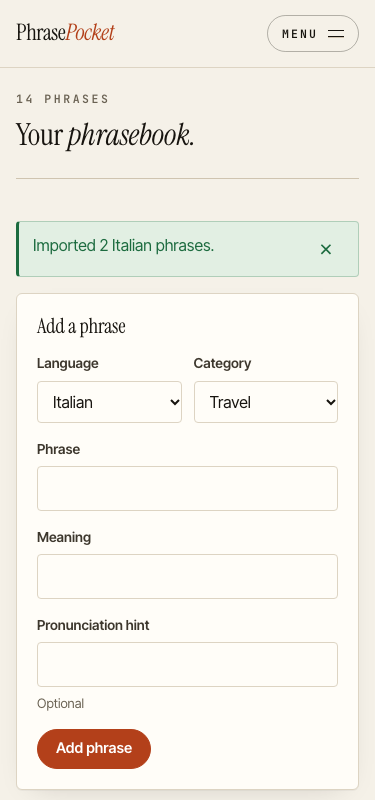 PhrasePocket
MENU
14 PHRASES
Your phrasebook.
Imported 2 Italian phrases.
×
Add a phrase
Language Category
Italian Travel
Phrase
Meaning
Pronunciation hint
Optional
Add phrase